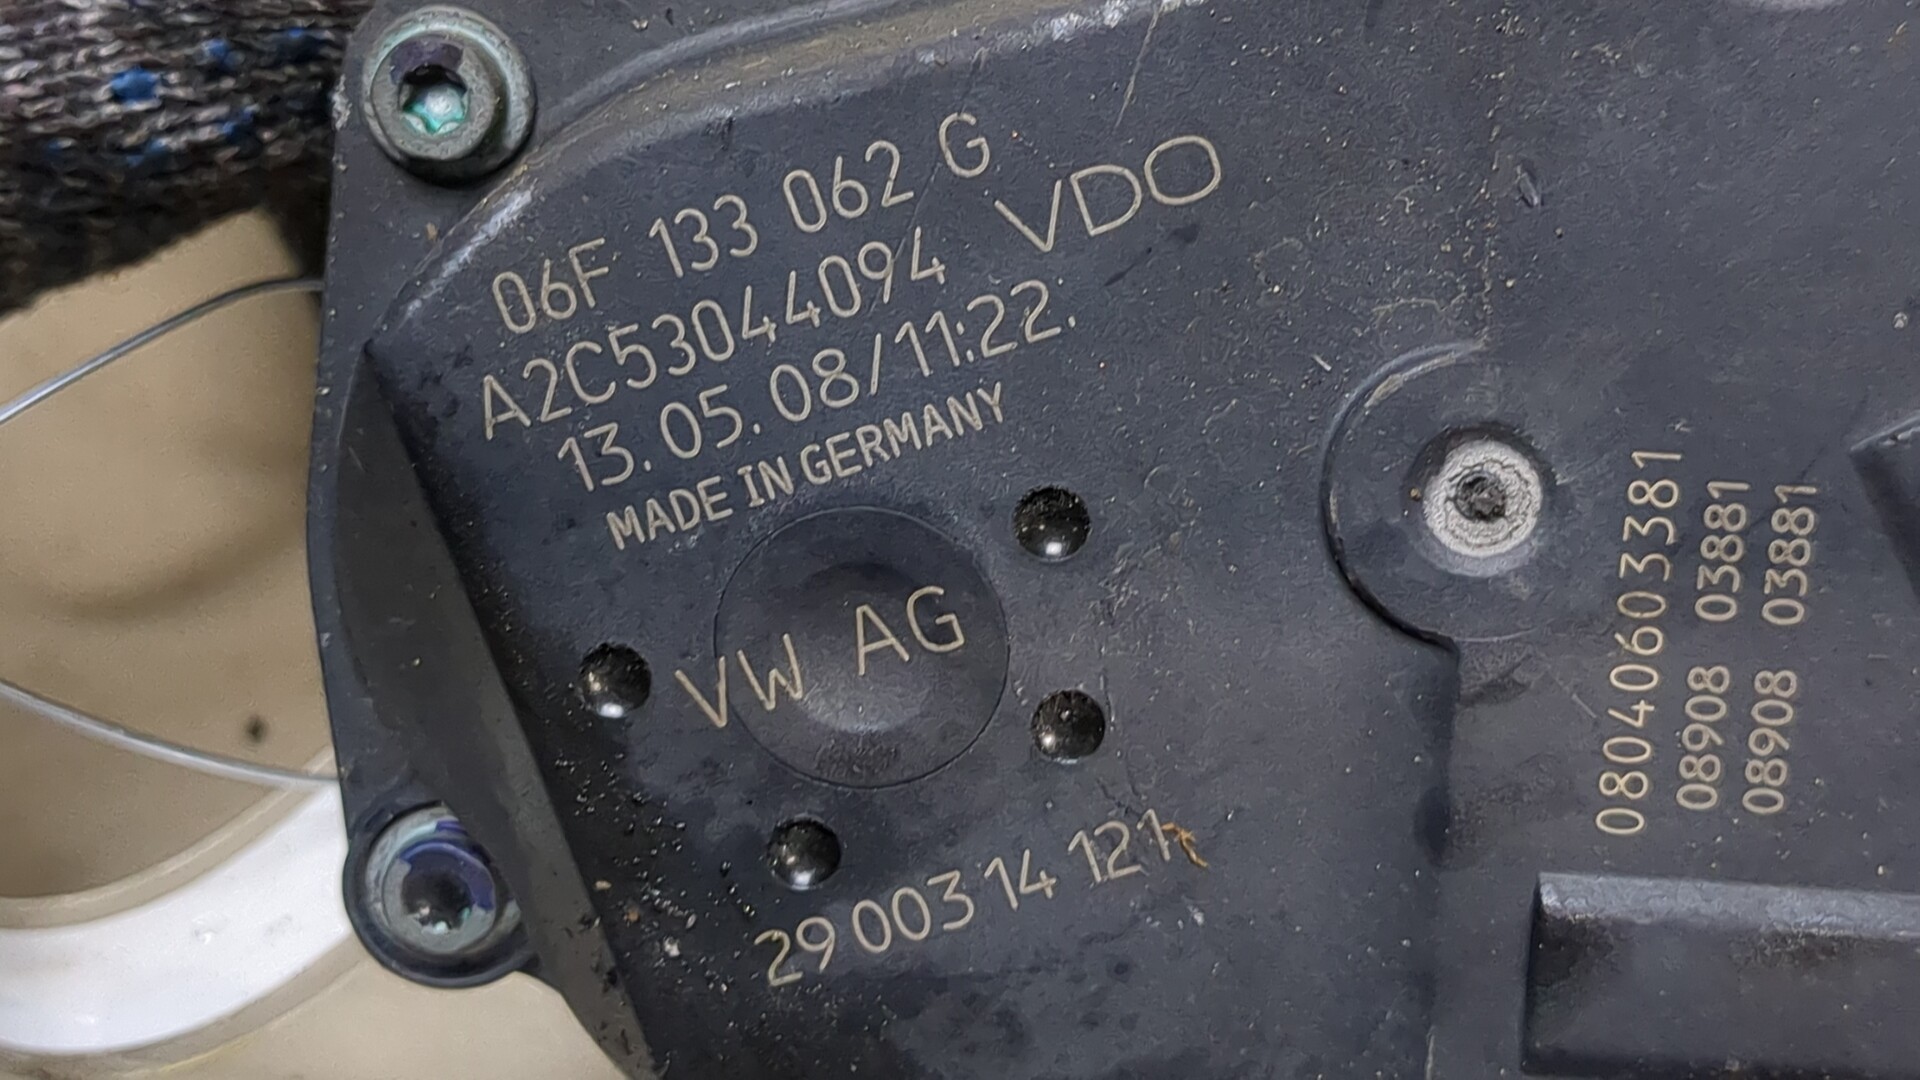 06F 133 062 G
A2C53044094 VDO
13.05.08/11:22.
MADE IN GERMANY
VW AG
29 003 14 121
08040603381
08908 03881
08908 03881